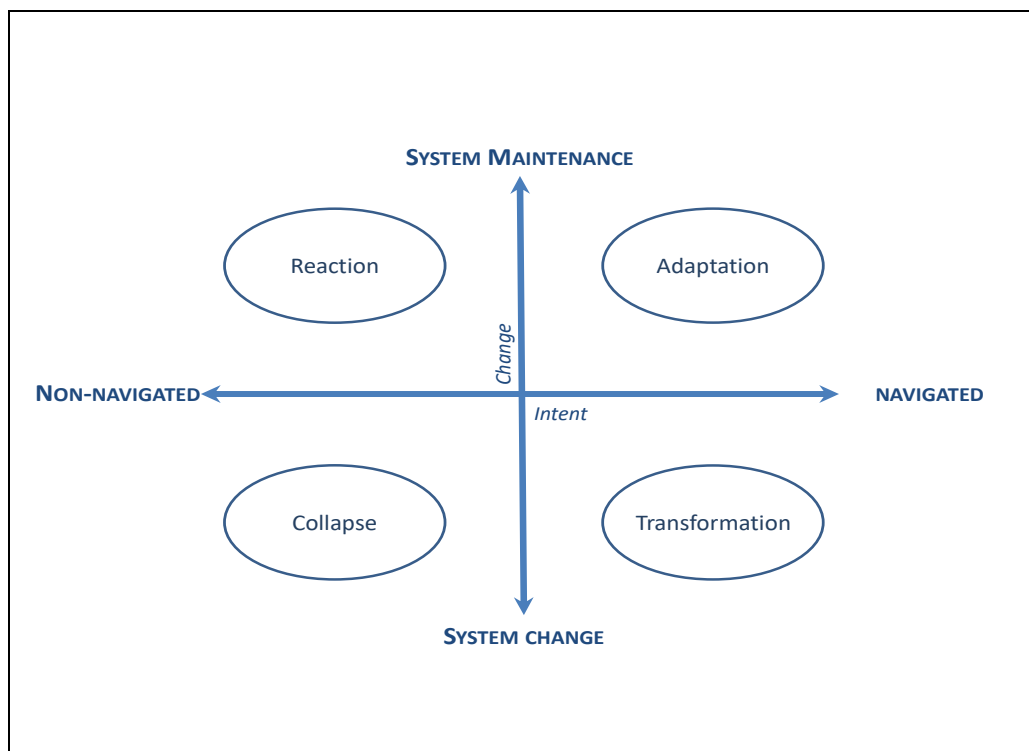 SYSTEM MAINTENANCE
Reaction
Adaptation
Change
NON-NAVIGATED
NAVIGATED
Intent
Collapse
Transformation
SYSTEM CHANGE